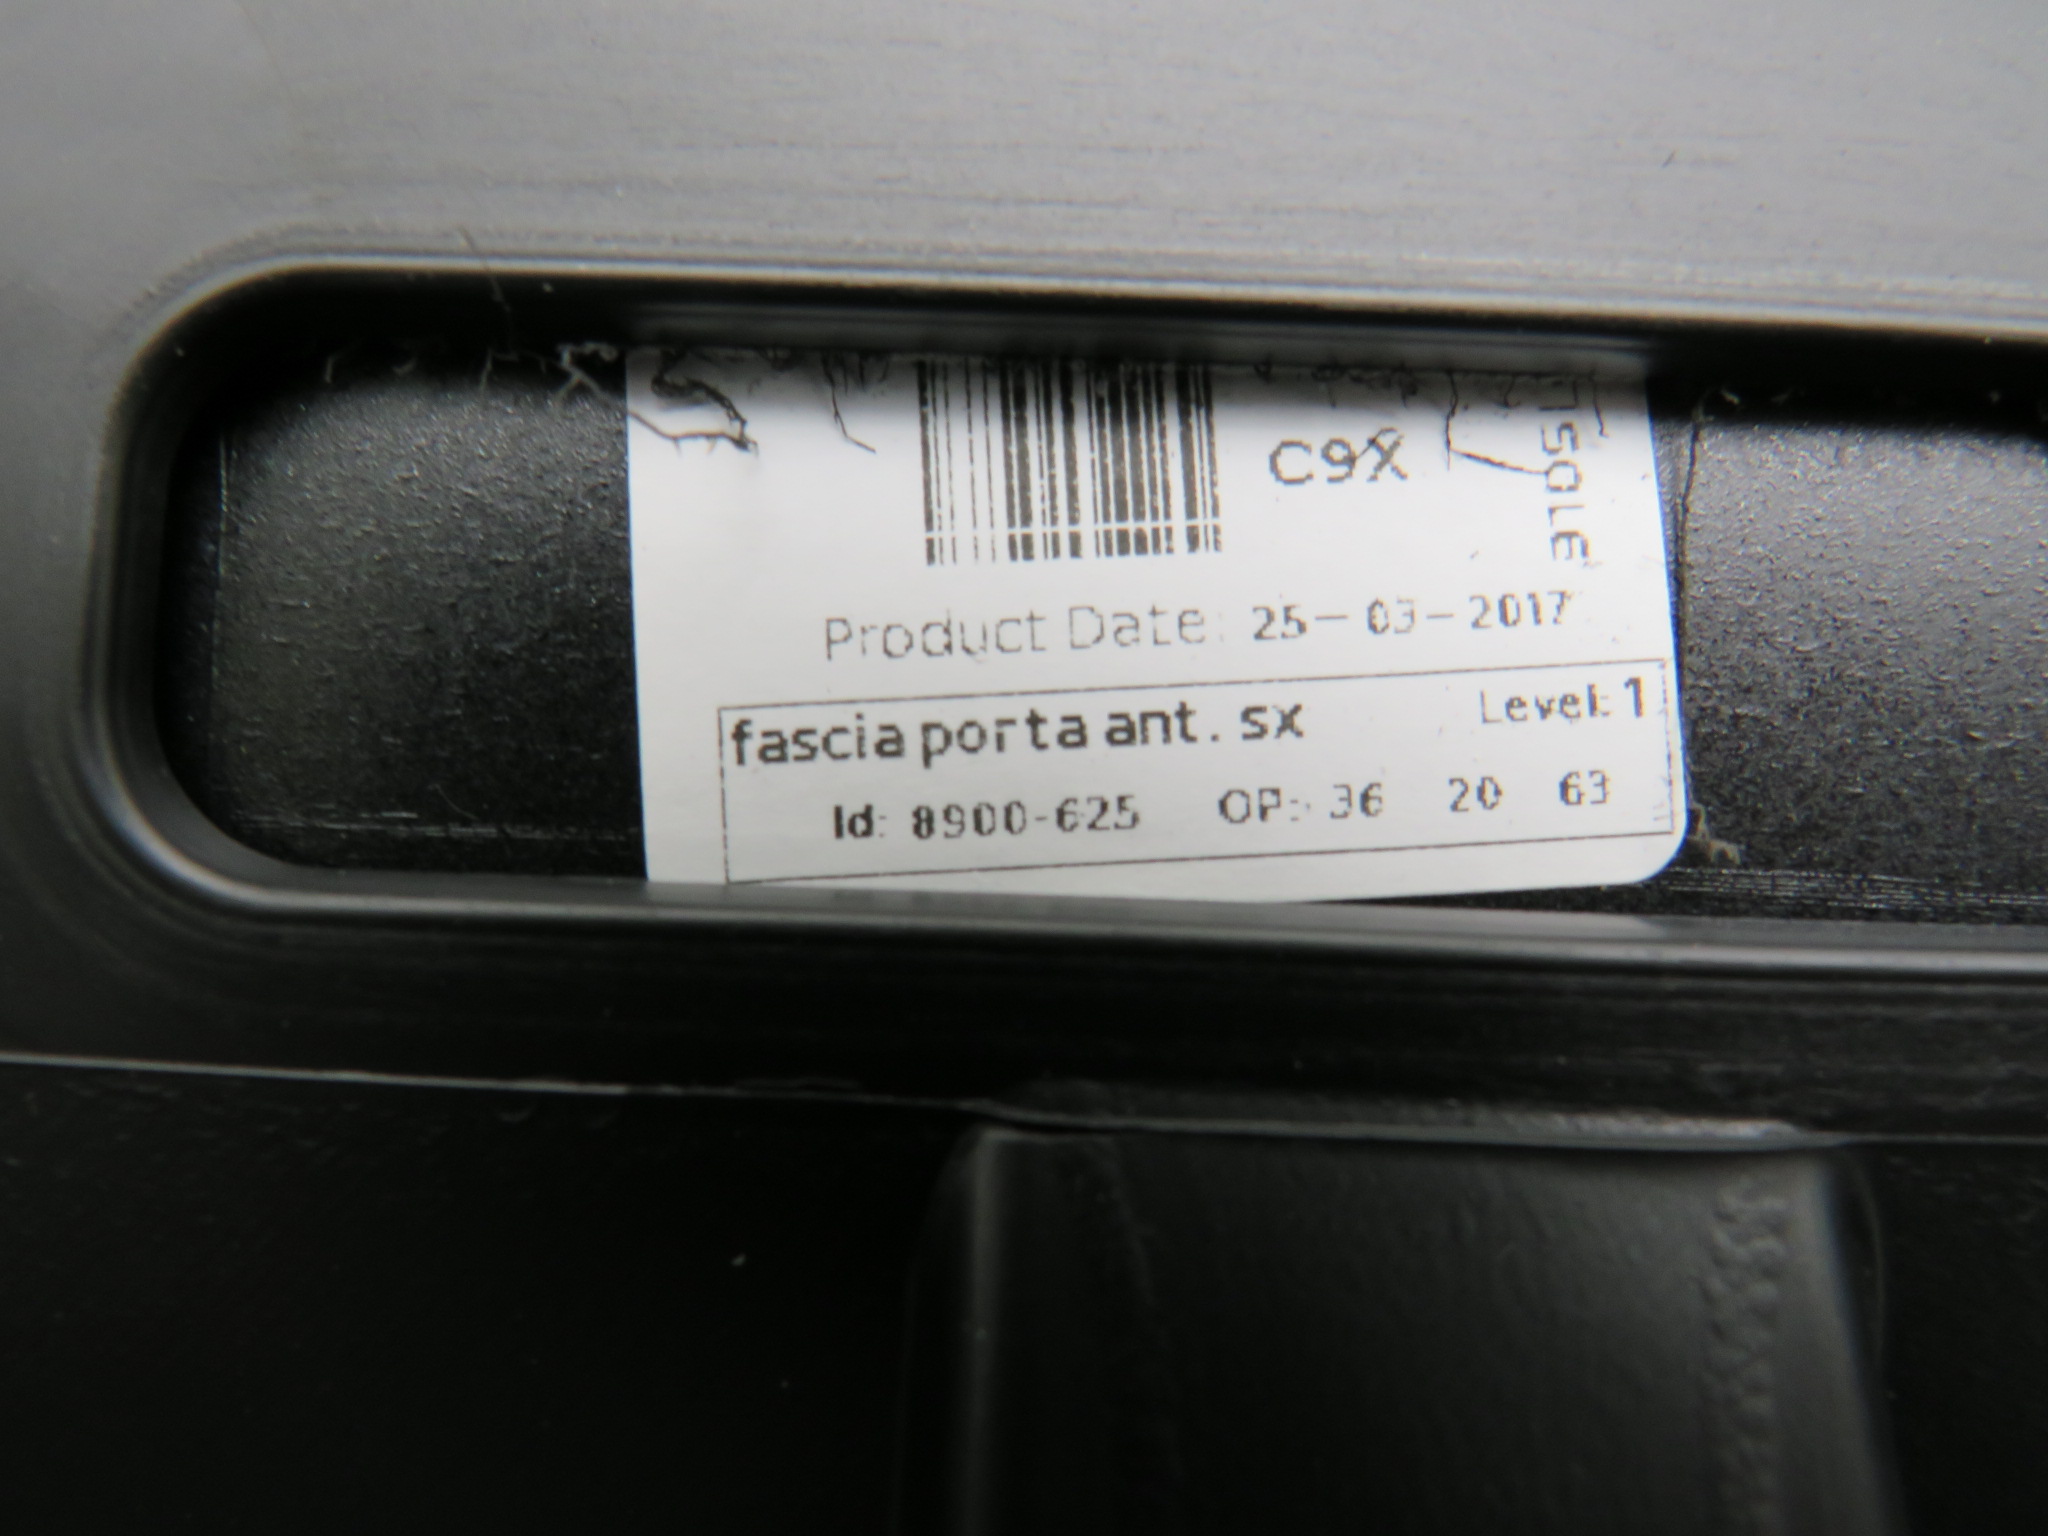 C9X
Product Date: 25-03-2017
fascia porta ant. sx Level: 1
Id: 8900-625 OP: 36 20 63